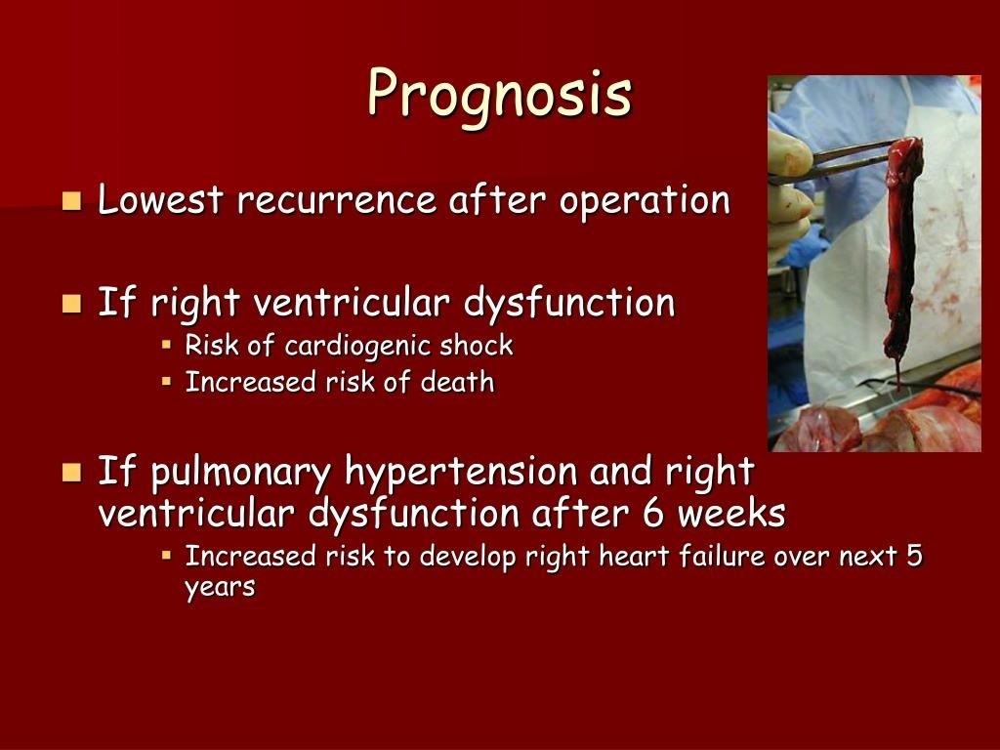 Prognosis
Lowest recurrence after operation
If right ventricular dysfunction
Risk of cardiogenic shock
Increased risk of death
If pulmonary hypertension and right
ventricular dysfunction after 6 weeks
Increased risk to develop right heart failure over next 5
years